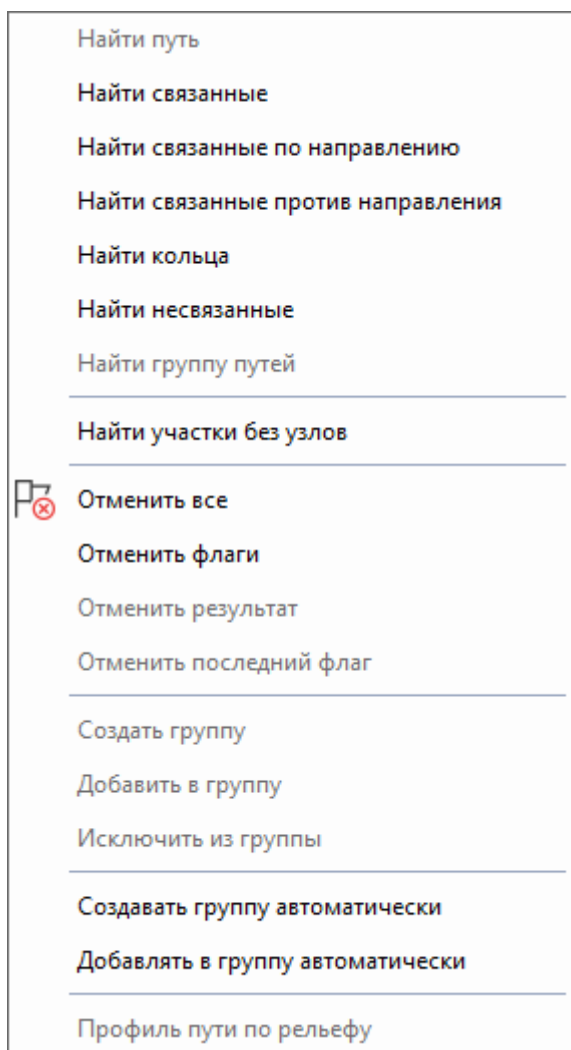 Найти путь
Найти связанные
Найти связанные по направлению
Найти связанные против направления
Найти кольца
Найти несвязанные
Найти группу путей
Найти участки без узлов
Отменить все
Отменить флаги
Отменить результат
Отменить последний флаг
Создать группу
Добавить в группу
Исключить из группы
Создавать группу автоматически
Добавлять в группу автоматически
Профиль пути по рельефу